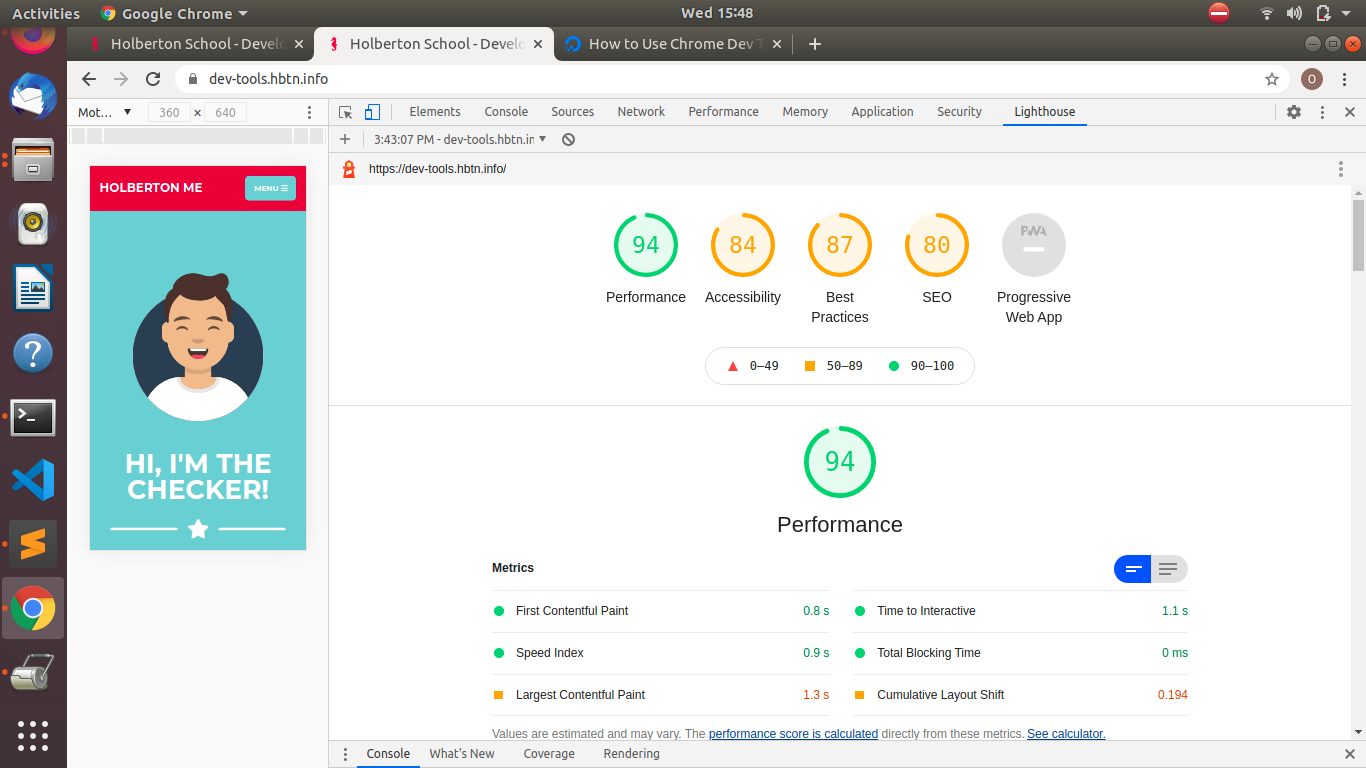 Activities
Google Chrome
Wed 15:48
Holberton School - Develo
Holberton School - Develo
How to Use Chrome Dev T
dev-tools.hbtn.info
O
Mot...
360 × 640
Elements
Console
Sources
Network
Performance
Memory
Application
Security
Lighthouse
3:43:07 PM - dev-tools.hbtn.in
https://dev-tools.hbtn.info/
HOLBERTON ME
MENU
HI, I'M THE
CHECKER!
94
Performance
84
Accessibility
87
Best
Practices
80
SEO
PWA
Progressive
Web App
0–49
50–89
90–100
94
Performance
Metrics
First Contentful Paint 0.8 s
Time to Interactive 1.1 s
Speed Index 0.9 s
Total Blocking Time 0 ms
Largest Contentful Paint 1.3 s
Cumulative Layout Shift 0.194
Values are estimated and may vary. The performance score is calculated directly from these metrics. See calculator.
Console
What's New
Coverage
Rendering